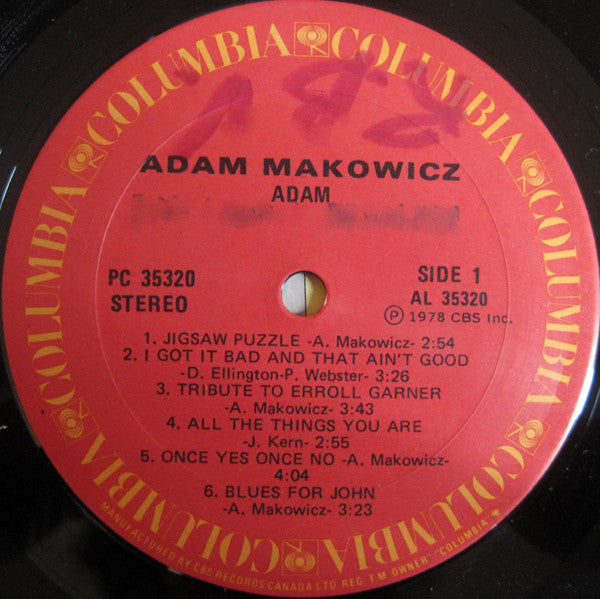 COLUMBIA COLUMBIA COLUMBIA COLUMBIA COLUMBIA COLUMBIA
ADAM MAKOWICZ
ADAM
PC 35320
STEREO
SIDE 1
AL 35320
Ⓟ 1978 CBS Inc.
1. JIGSAW PUZZLE -A. Makowicz- 2:54
2. I GOT IT BAD AND THAT AIN'T GOOD
-D. Ellington-P. Webster- 3:26
3. TRIBUTE TO ERROLL GARNER
-A. Makowicz- 3:43
4. ALL THE THINGS YOU ARE
-J. Kern- 2:55
5. ONCE YES ONCE NO -A. Makowicz-
4:04
6. BLUES FOR JOHN
-A. Makowicz- 3:23
MANUFACTURED BY CBS RECORDS CANADA LTD REG. T.M. OWNER "COLUMBIA"